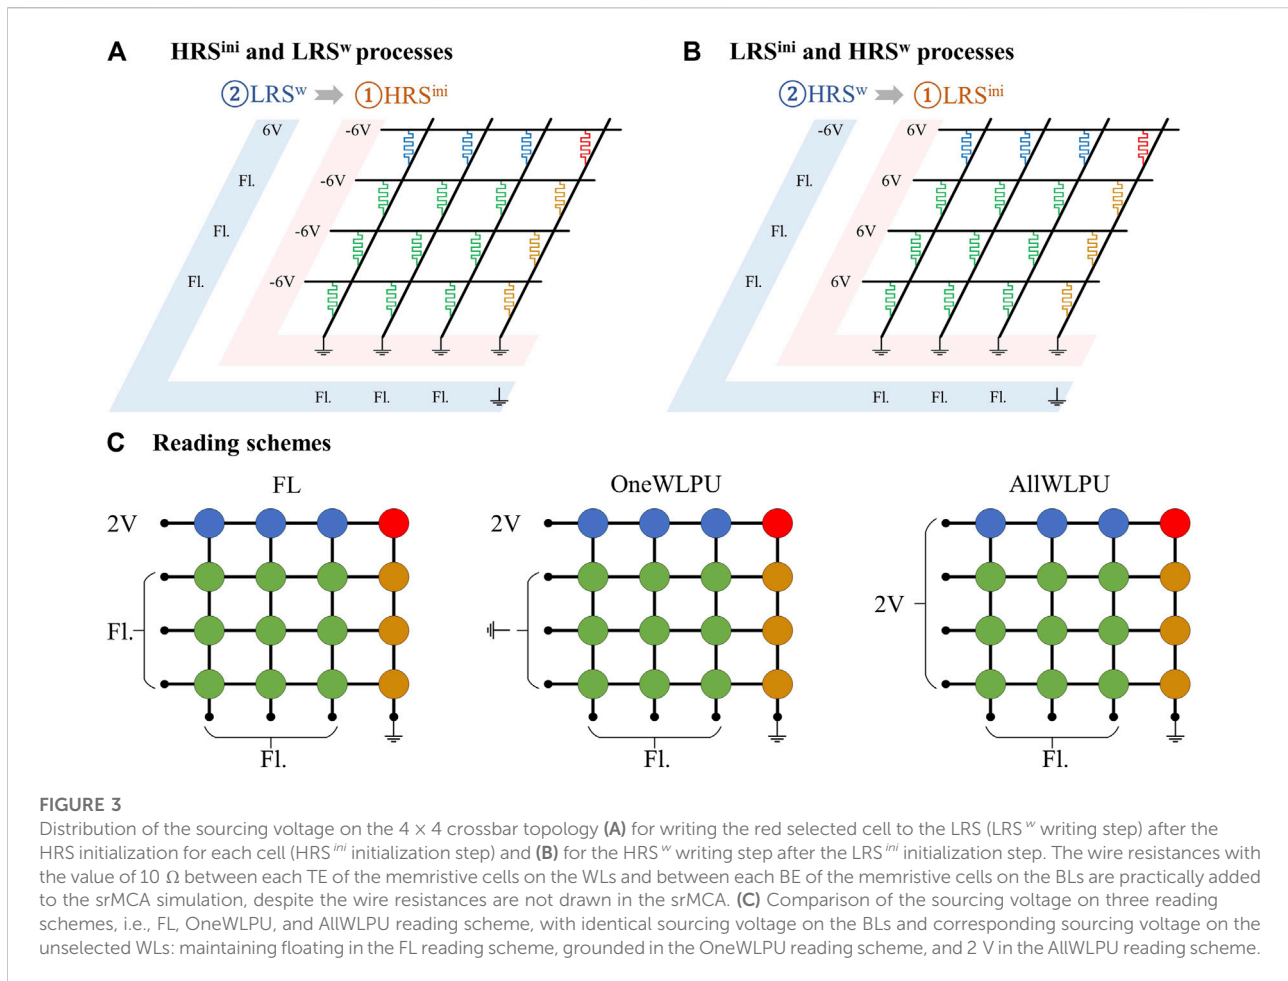 A HRSⁱⁿⁱ and LRSʷ processes
②LRSʷ ①HRSⁱⁿⁱ
6V -6V
Fl. -6V
Fl. -6V
Fl. -6V
Fl. Fl. Fl.
B LRSⁱⁿⁱ and HRSʷ processes
②HRSʷ ①LRSⁱⁿⁱ
-6V 6V
Fl. 6V
Fl. 6V
Fl. 6V
Fl. Fl. Fl.
C Reading schemes
FL
2V
Fl.
Fl.
OneWLPU
2V
Fl.
AllWLPU
2V
Fl.
FIGURE 3
Distribution of the sourcing voltage on the 4 × 4 crossbar topology (A) for writing the red selected cell to the LRS (LRSʷ writing step) after the
HRS initialization for each cell (HRSⁱⁿⁱ initialization step) and (B) for the HRSʷ writing step after the LRSⁱⁿⁱ initialization step. The wire resistances with
the value of 10 Ω between each TE of the memristive cells on the WLs and between each BE of the memristive cells on the BLs are practically added
to the srMCA simulation, despite the wire resistances are not drawn in the srMCA. (C) Comparison of the sourcing voltage on three reading
schemes, i.e., FL, OneWLPU, and AllWLPU reading scheme, with identical sourcing voltage on the BLs and corresponding sourcing voltage on the
unselected WLs: maintaining floating in the FL reading scheme, grounded in the OneWLPU reading scheme, and 2 V in the AllWLPU reading scheme.